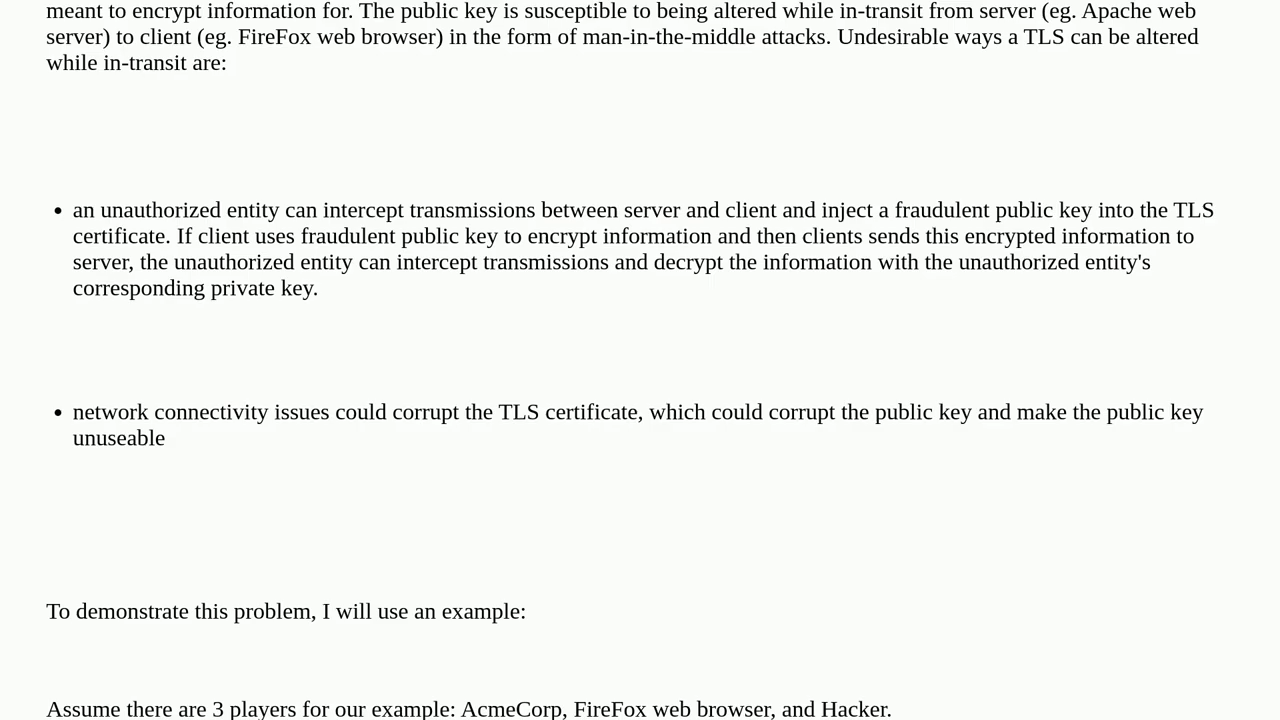 meant to encrypt information for. The public key is susceptible to being altered while in-transit from server (eg. Apache web
server) to client (eg. FireFox web browser) in the form of man-in-the-middle attacks. Undesirable ways a TLS can be altered
while in-transit are:
• an unauthorized entity can intercept transmissions between server and client and inject a fraudulent public key into the TLS
certificate. If client uses fraudulent public key to encrypt information and then clients sends this encrypted information to
server, the unauthorized entity can intercept transmissions and decrypt the information with the unauthorized entity's
corresponding private key.
• network connectivity issues could corrupt the TLS certificate, which could corrupt the public key and make the public key
unuseable
To demonstrate this problem, I will use an example:
Assume there are 3 players for our example: AcmeCorp, FireFox web browser, and Hacker.